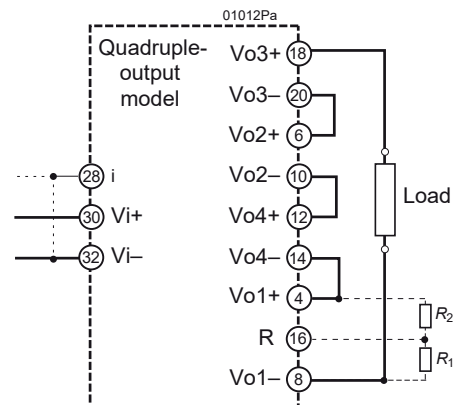 01012Pa
Quadruple-
output
model
Vo3+ 18
Vo3– 20
Vo2+ 6
28 i
Vo2– 10
30 Vi+
Vo4+ 12
Load
32 Vi–
Vo4– 14
Vo1+ 4
R2
R 16
R1
Vo1– 8